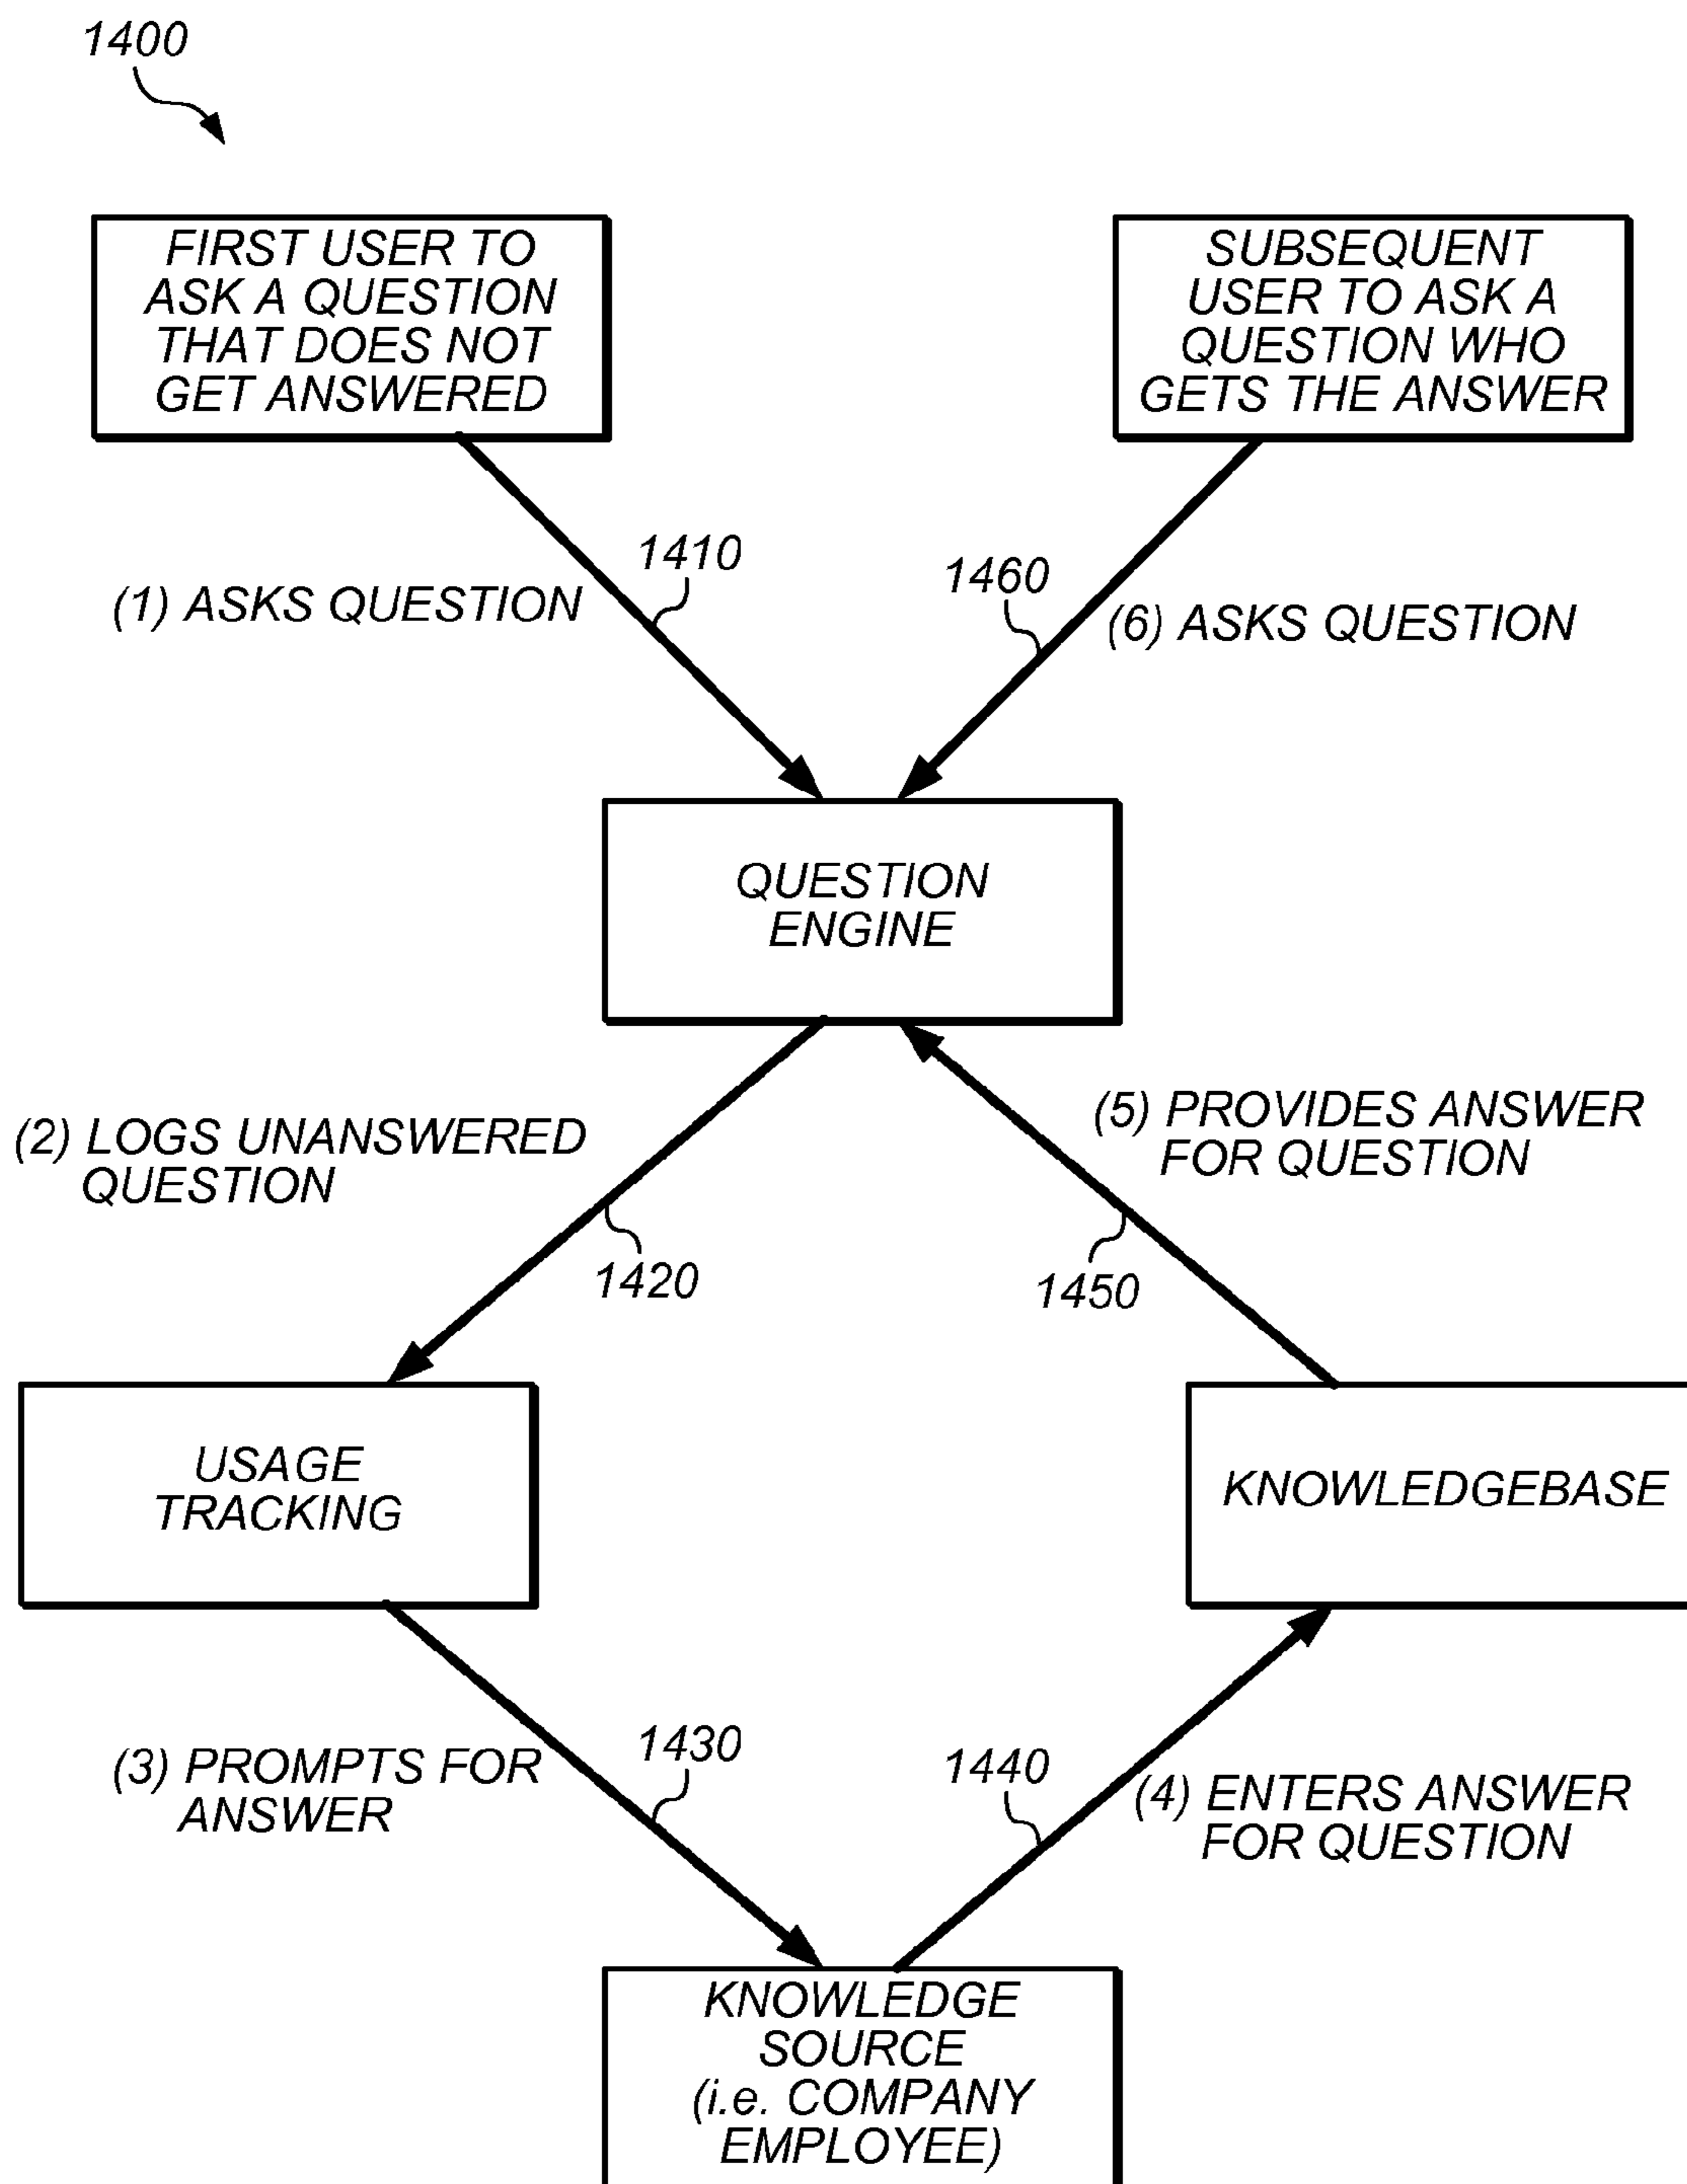 1400
FIRST USER TO
ASK A QUESTION
THAT DOES NOT
GET ANSWERED
SUBSEQUENT
USER TO ASK A
QUESTION WHO
GETS THE ANSWER
(1) ASKS QUESTION
1410
1460
(6) ASKS QUESTION
QUESTION
ENGINE
(2) LOGS UNANSWERED
QUESTION
1420
(5) PROVIDES ANSWER
FOR QUESTION
1450
USAGE
TRACKING
KNOWLEDGEBASE
(3) PROMPTS FOR
ANSWER
1430
1440
(4) ENTERS ANSWER
FOR QUESTION
KNOWLEDGE
SOURCE
(i.e. COMPANY
EMPLOYEE)